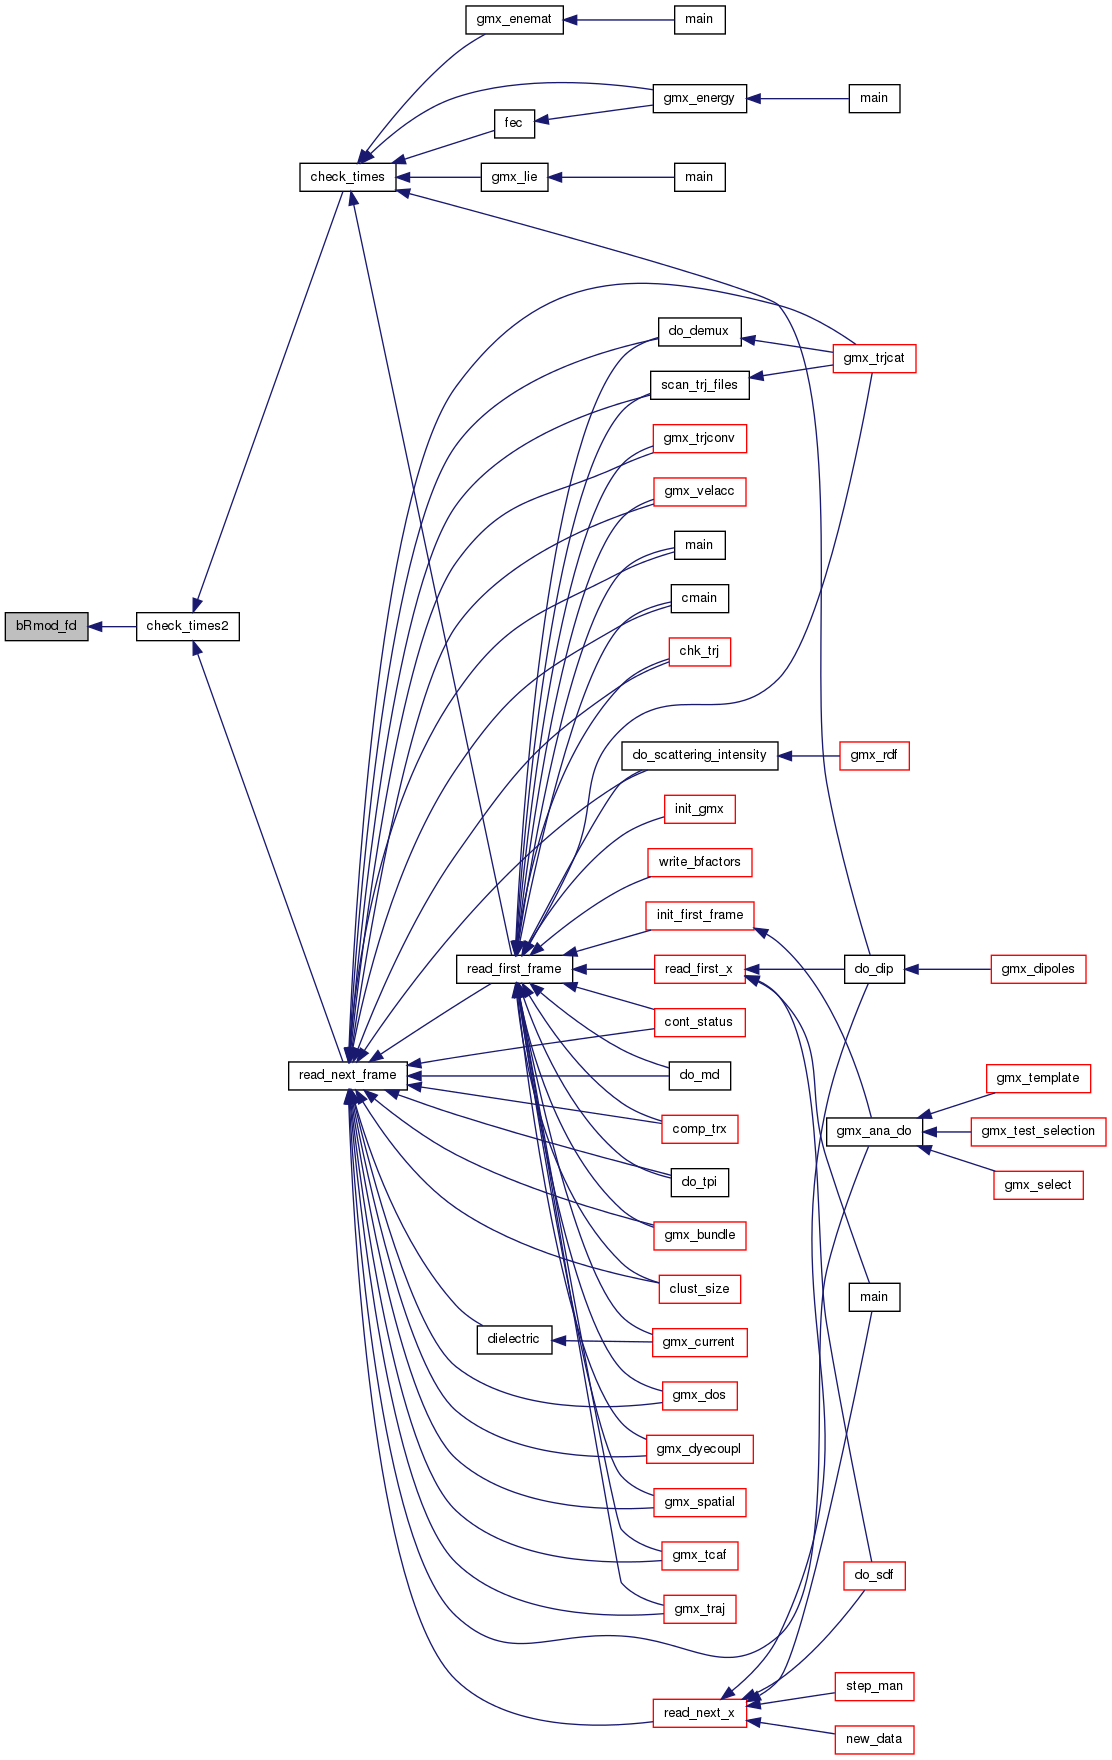 gmx_enemat
main
gmx_energy
main
fec
check_times
gmx_lie
main
do_demux
gmx_trjcat
scan_trj_files
gmx_trjconv
gmx_velacc
main
cmain
bRmod_fd
check_times2
chk_trj
do_scattering_intensity
gmx_rdf
init_gmx
write_bfactors
init_first_frame
read_first_frame
read_first_x
do_dip
gmx_dipoles
cont_status
read_next_frame
do_md
gmx_template
comp_trx
gmx_ana_do
gmx_test_selection
do_tpi
gmx_select
gmx_bundle
clust_size
main
dielectric
gmx_current
gmx_dos
gmx_dyecoupl
gmx_spatial
gmx_tcaf
do_sdf
gmx_traj
step_man
read_next_x
new_data